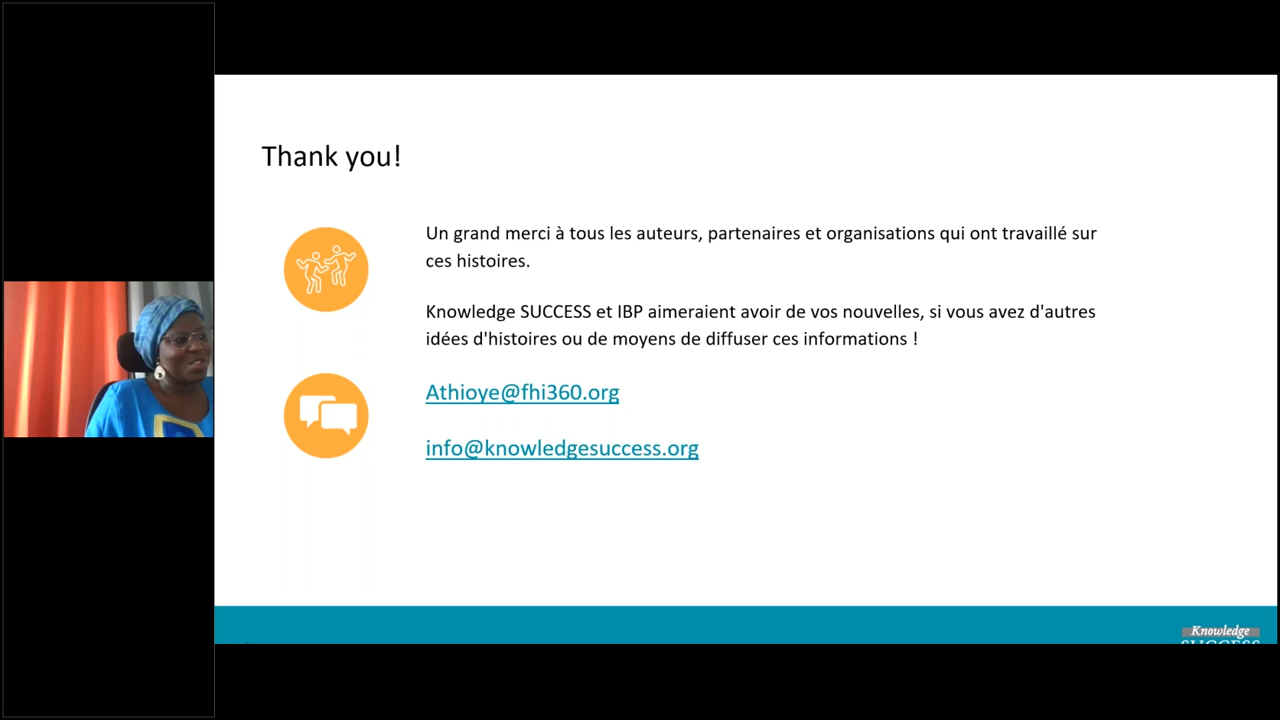 Thank you!
Un grand merci à tous les auteurs, partenaires et organisations qui ont travaillé sur
ces histoires.
Knowledge SUCCESS et IBP aimeraient avoir de vos nouvelles, si vous avez d'autres
idées d'histoires ou de moyens de diffuser ces informations !
Athioye@fhi360.org
info@knowledgesuccess.org
Knowledge
SUCCESS